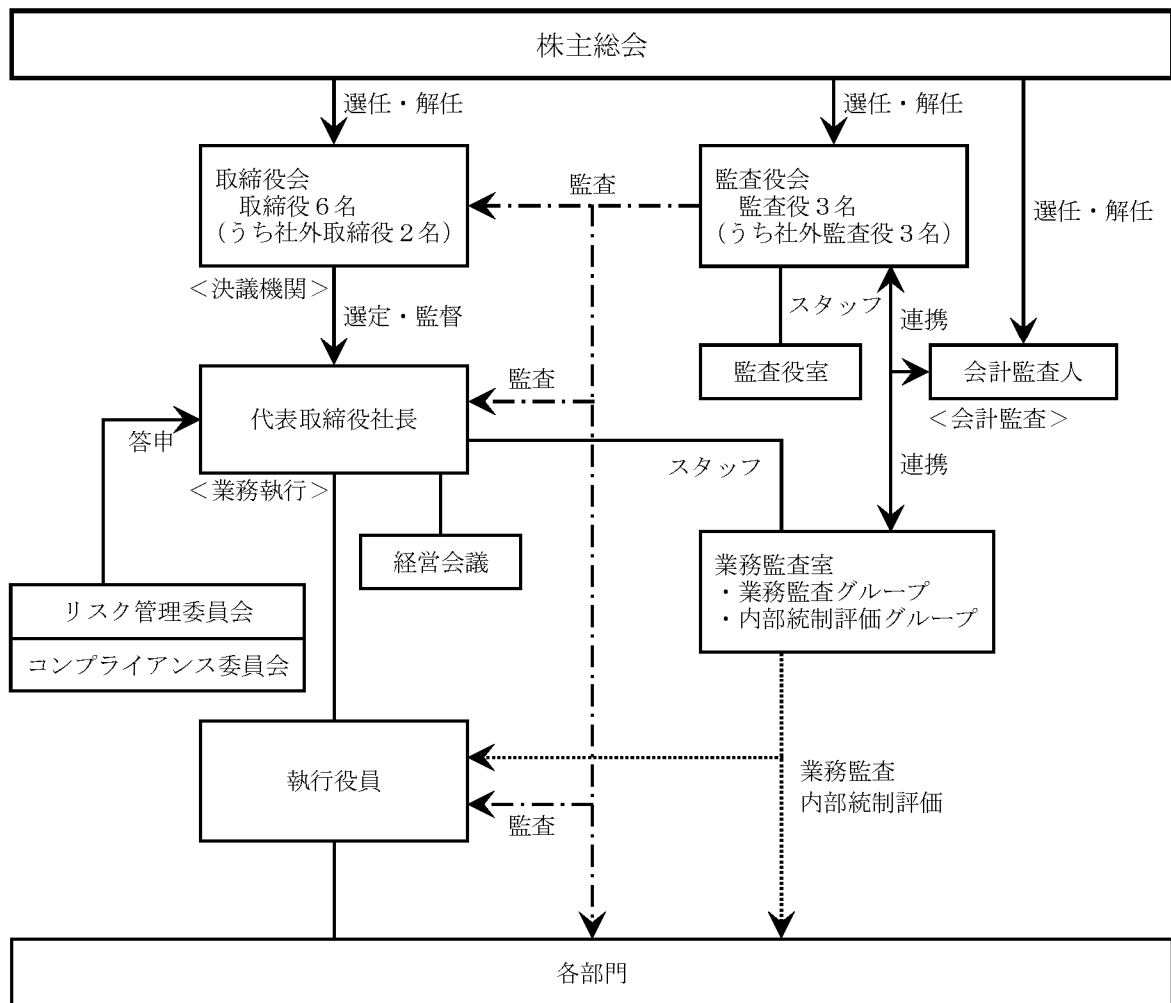 株主総会
選任・解任
選任・解任
取締役会
取締役６名
（うち社外取締役２名）
監査
監査役会
監査役３名
（うち社外監査役３名）
選任・解任
＜決議機関＞
選定・監督
スタッフ
連携
監査役室
会計監査人
＜会計監査＞
監査
代表取締役社長
答申
＜業務執行＞
スタッフ
連携
経営会議
業務監査室
・業務監査グループ
・内部統制評価グループ
リスク管理委員会
コンプライアンス委員会
執行役員
業務監査
内部統制評価
監査
各部門